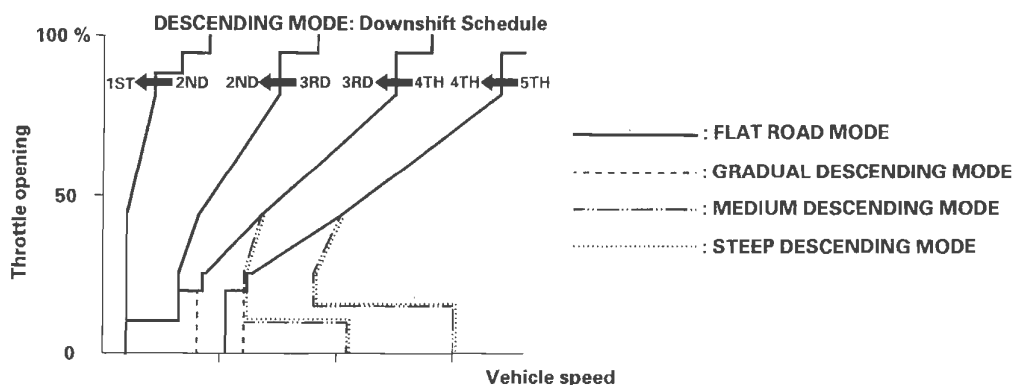 DESCENDING MODE: Downshift Schedule
100 %
1ST 2ND 2ND 3RD 3RD 4TH 4TH 5TH
: FLAT ROAD MODE
: GRADUAL DESCENDING MODE
50
: MEDIUM DESCENDING MODE
: STEEP DESCENDING MODE
Throttle opening
0
Vehicle speed